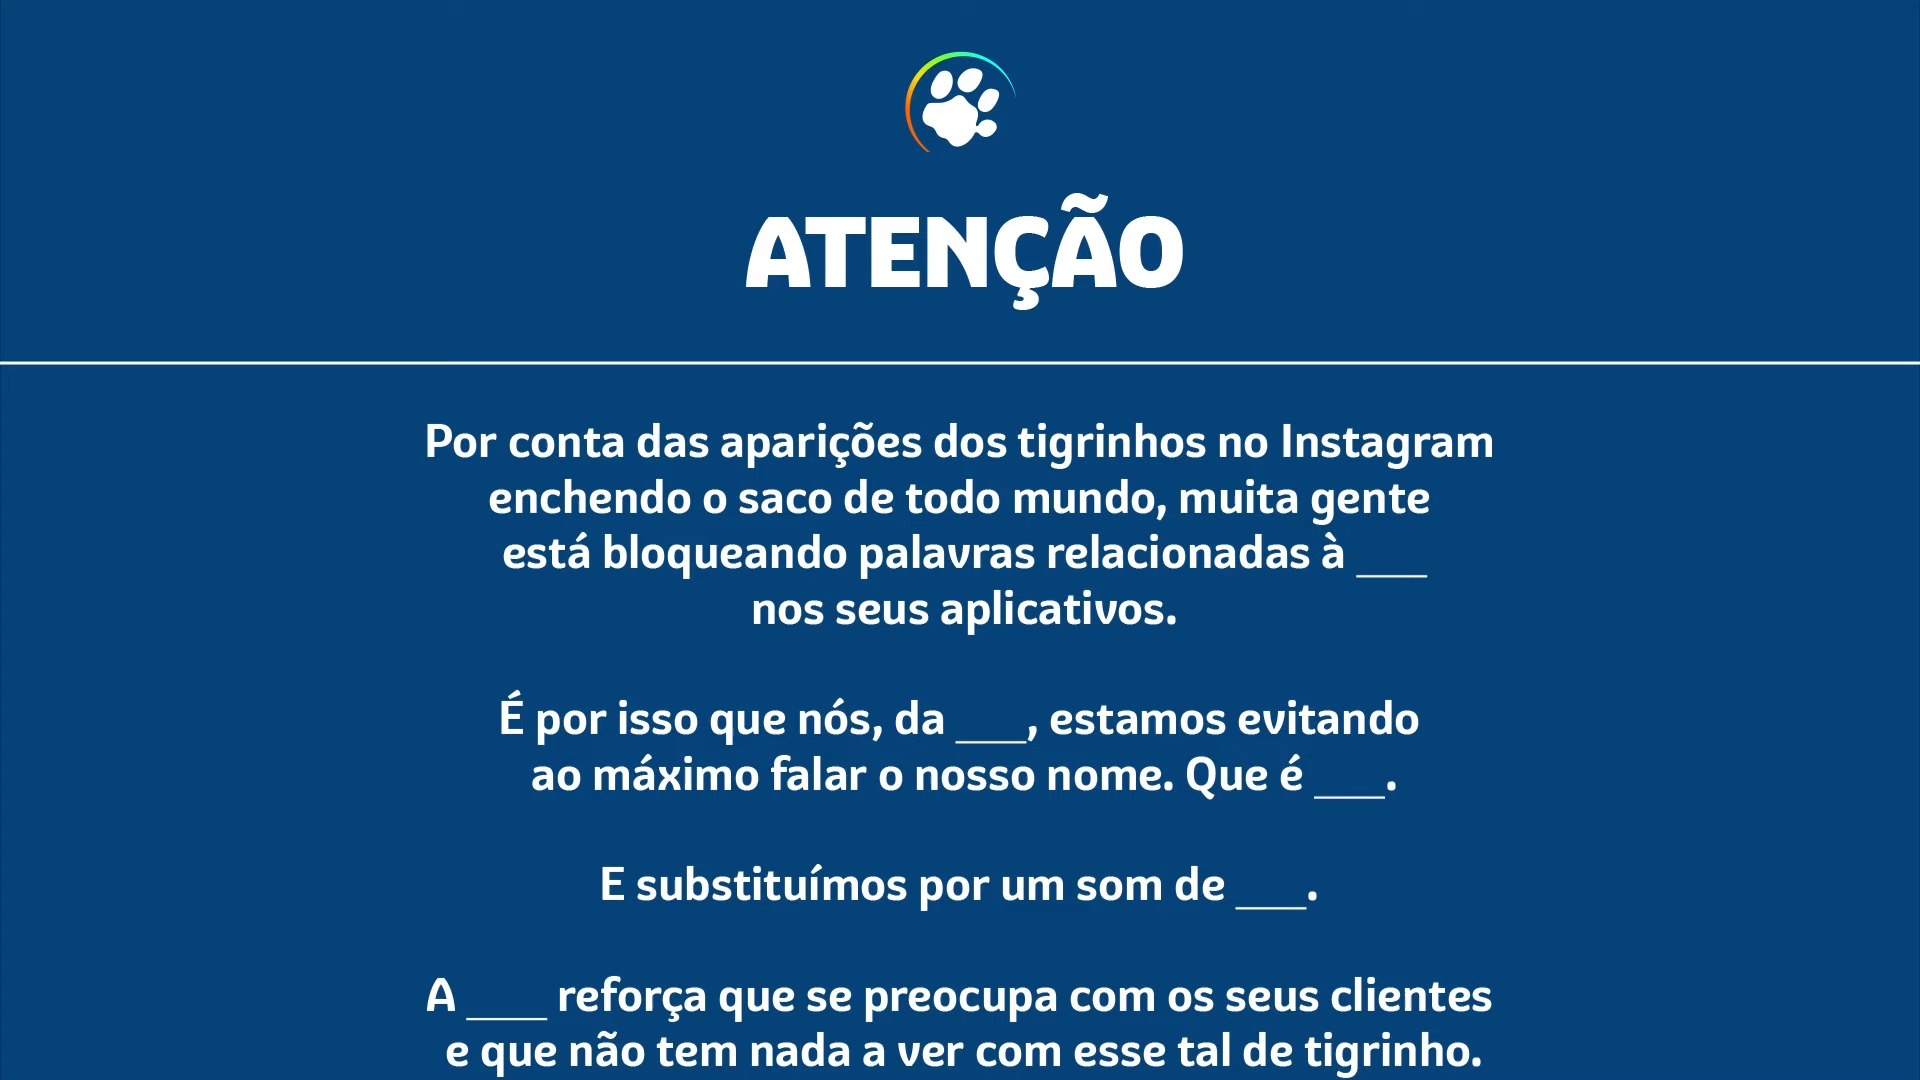 ATENÇÃO
Por conta das aparições dos tigrinhos no Instagram
enchendo o saco de todo mundo, muita gente
está bloqueando palavras relacionadas à ___
nos seus aplicativos.
É por isso que nós, da ___, estamos evitando
ao máximo falar o nosso nome. Que é ___.
E substituímos por um som de ___.
A ___ reforça que se preocupa com os seus clientes
e que não tem nada a ver com esse tal de tigrinho.